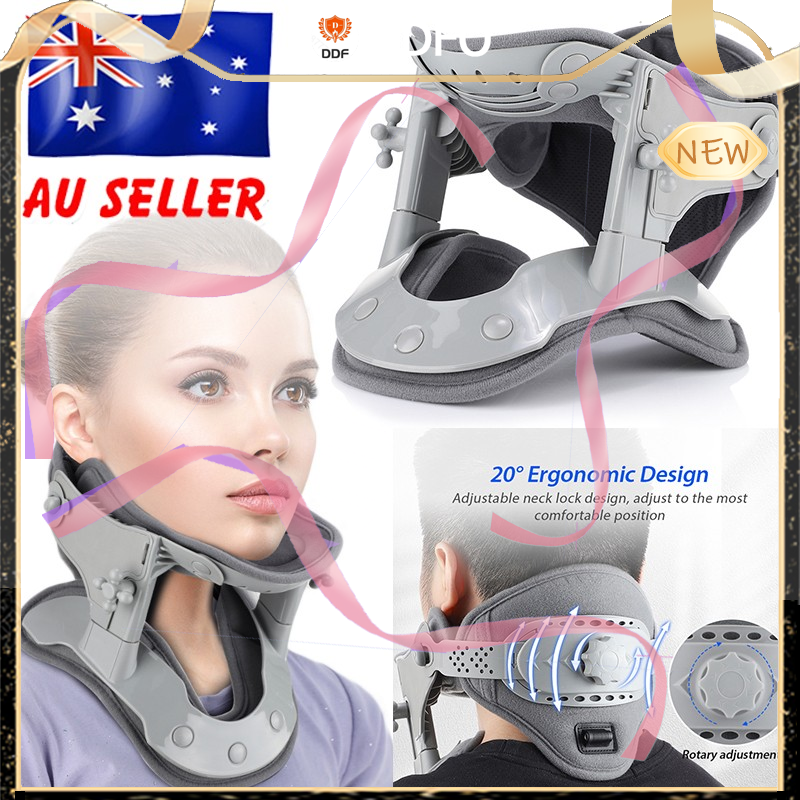 DDF
NEW
AU SELLER
20° Ergonomic Design
Adjustable neck lock design, adjust to the most
comfortable position
Rotary adjustmen